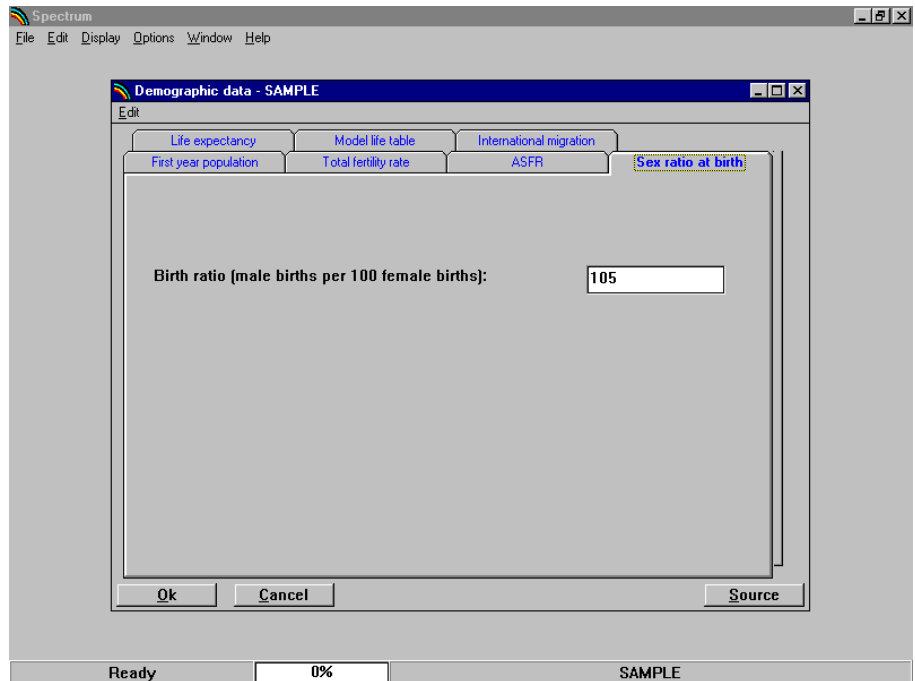 Spectrum
File Edit Display Options Window Help
Demographic data - SAMPLE
Edit
Life expectancy Model life table International migration
First year population Total fertility rate ASFR Sex ratio at birth
Birth ratio (male births per 100 female births): 105
Ok Cancel Source
Ready 0% SAMPLE